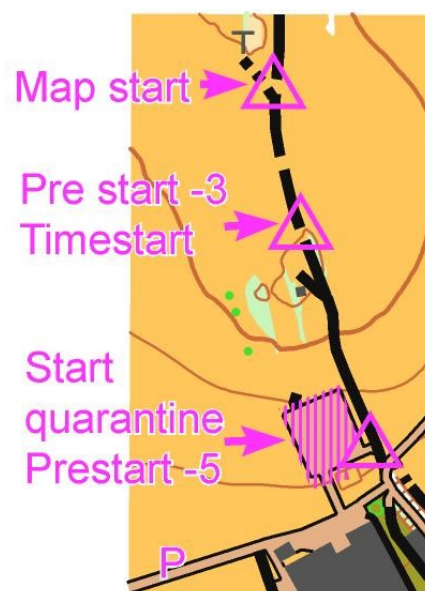 T
Map start
Pre start -3
Timestart
Start
quarantine
Prestart -5
P